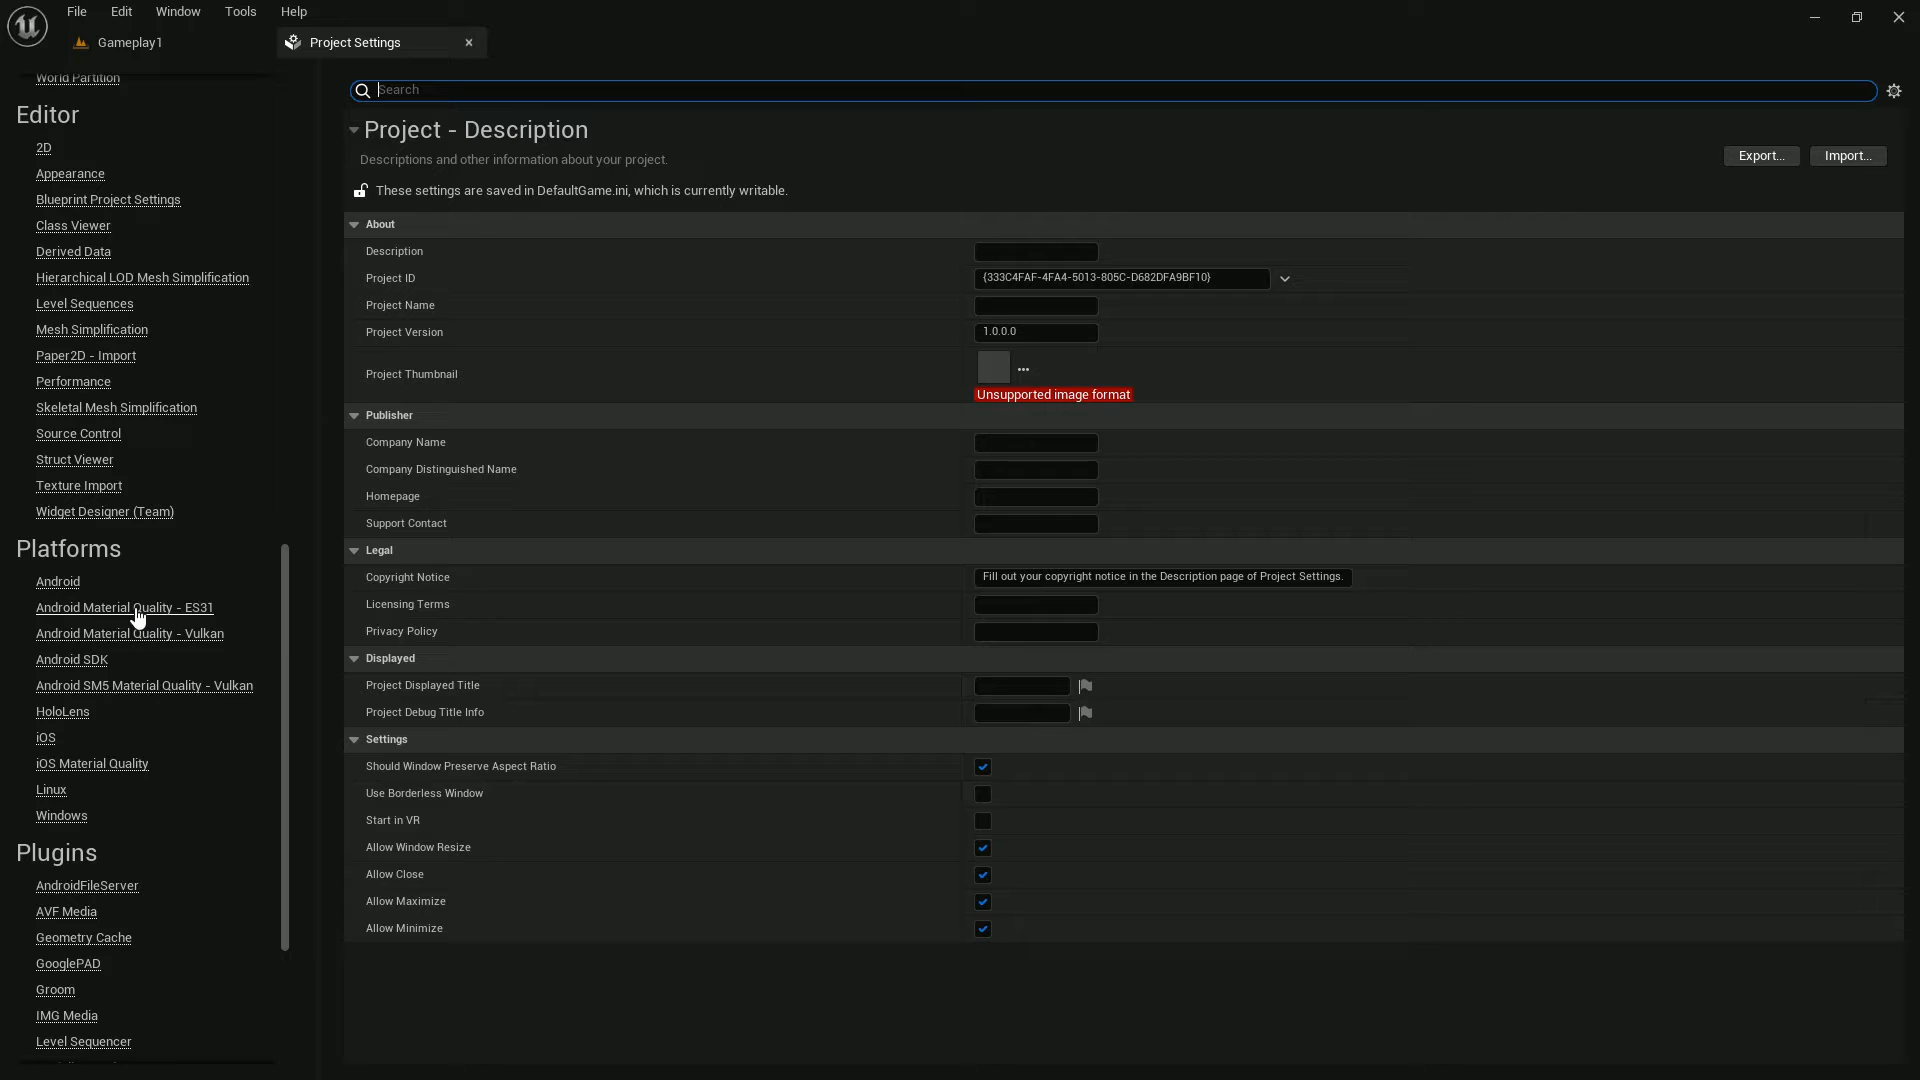 File Edit Window Tools Help
Gameplay1
Project Settings
World Partition
Editor
2D
Appearance
Blueprint Project Settings
Class Viewer
Derived Data
Hierarchical LOD Mesh Simplification
Level Sequences
Mesh Simplification
Paper2D - Import
Performance
Skeletal Mesh Simplification
Source Control
Struct Viewer
Texture Import
Widget Designer (Team)
Platforms
Android
Android Material Quality - ES31
Android Material Quality - Vulkan
Android SDK
Android SM5 Material Quality - Vulkan
HoloLens
iOS
iOS Material Quality
Linux
Windows
Plugins
AndroidFileServer
AVF Media
Geometry Cache
GooglePAD
Groom
IMG Media
Level Sequencer
Search
Project - Description
Descriptions and other information about your project.
Export...
Import...
These settings are saved in DefaultGame.ini, which is currently writable.
About
Description
Project ID {333C4FAF-4FA4-5013-805C-D682DFA9BF10}
Project Name
Project Version 1.0.0.0
Project Thumbnail
Unsupported image format
Publisher
Company Name
Company Distinguished Name
Homepage
Support Contact
Legal
Copyright Notice Fill out your copyright notice in the Description page of Project Settings.
Licensing Terms
Privacy Policy
Displayed
Project Displayed Title
Project Debug Title Info
Settings
Should Window Preserve Aspect Ratio
Use Borderless Window
Start in VR
Allow Window Resize
Allow Close
Allow Maximize
Allow Minimize